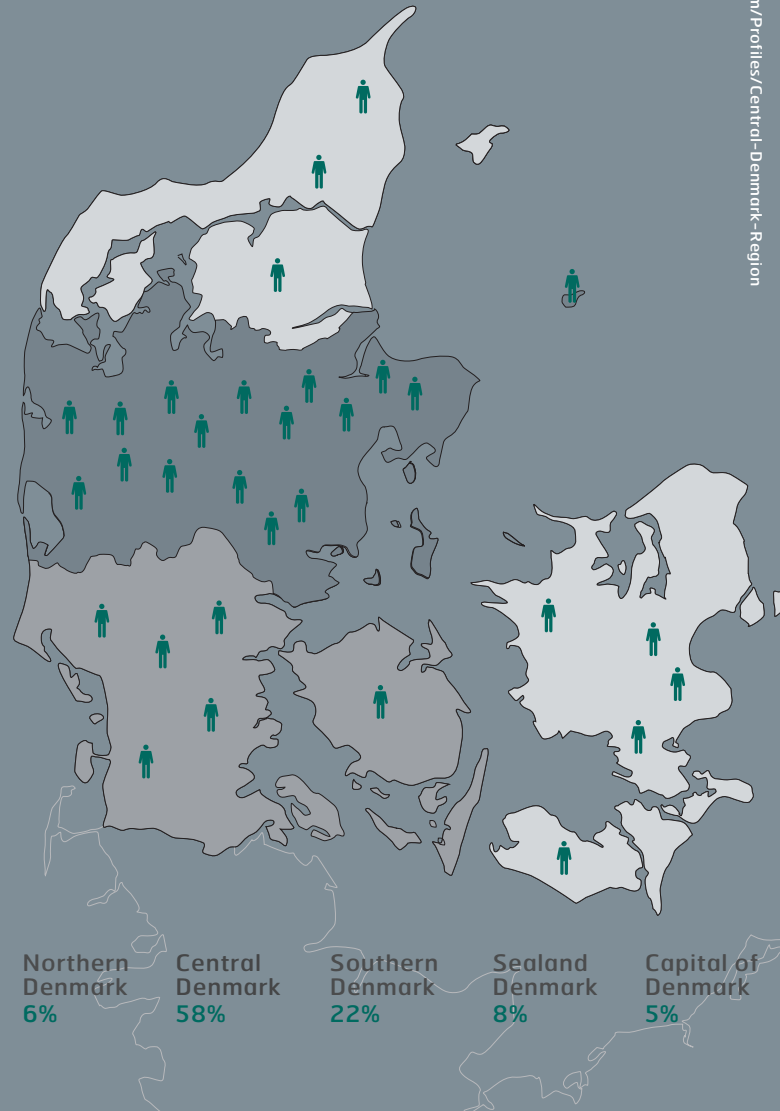 m/Profiles/Central-Denmark-Region
Northern
Denmark
6%
Central
Denmark
58%
Southern
Denmark
22%
Sealand
Denmark
8%
Capital of
Denmark
5%